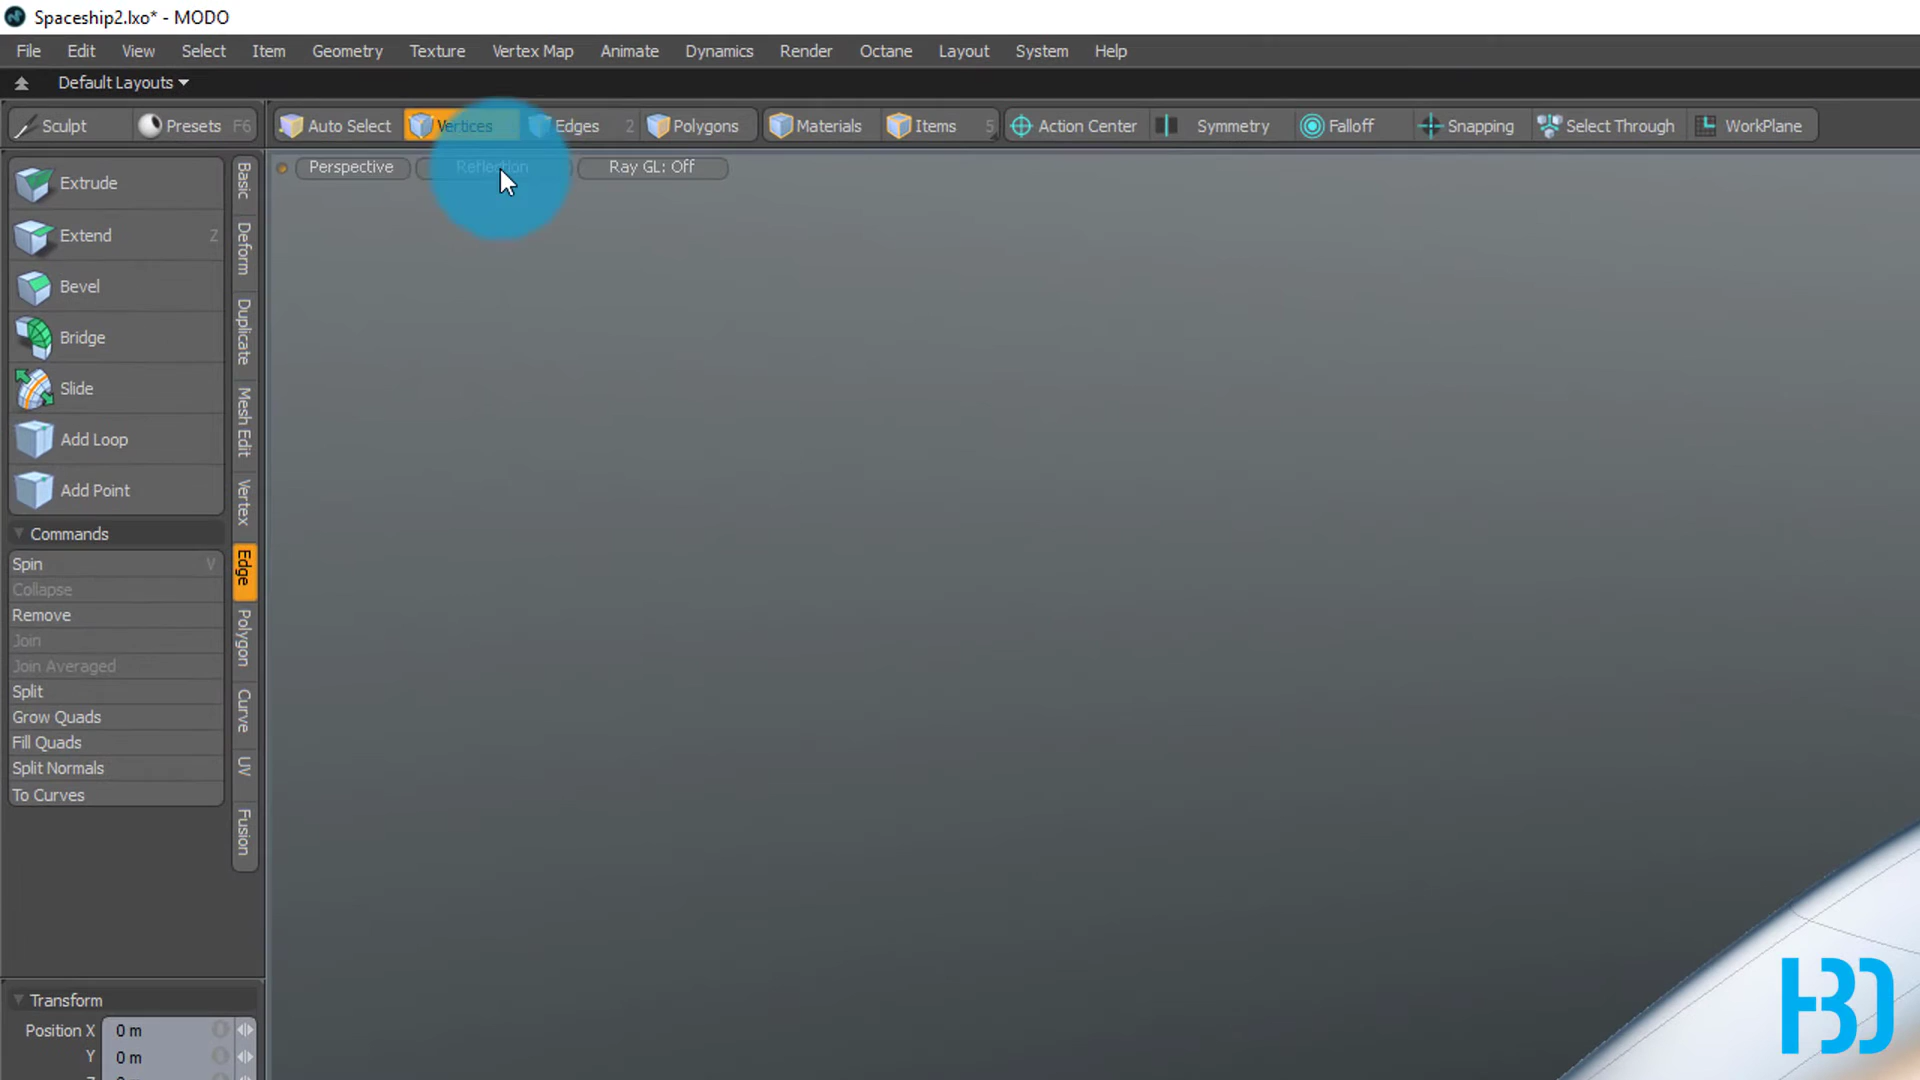 Spaceship2.lxo* - MODO
File Edit View Select Item Geometry Texture Vertex Map Animate Dynamics Render Octane Layout System Help
Default Layouts
Sculpt Presets F6 Auto Select Vertices Edges 2 Polygons Materials Items 5 Action Center Symmetry Falloff Snapping Select Through WorkPlane
Perspective Reflection Ray GL: Off
Extrude
Extend Z
Bevel
Bridge
Slide
Add Loop
Add Point
Commands
Spin V
Collapse
Remove
Join
Join Averaged
Split
Grow Quads
Fill Quads
Split Normals
To Curves
Basic
Deform
Duplicate
Mesh Edit
Vertex
Edge
Polygon
Curve
UV
Fusion
Transform
Position X 0 m
Y 0 m
H3D